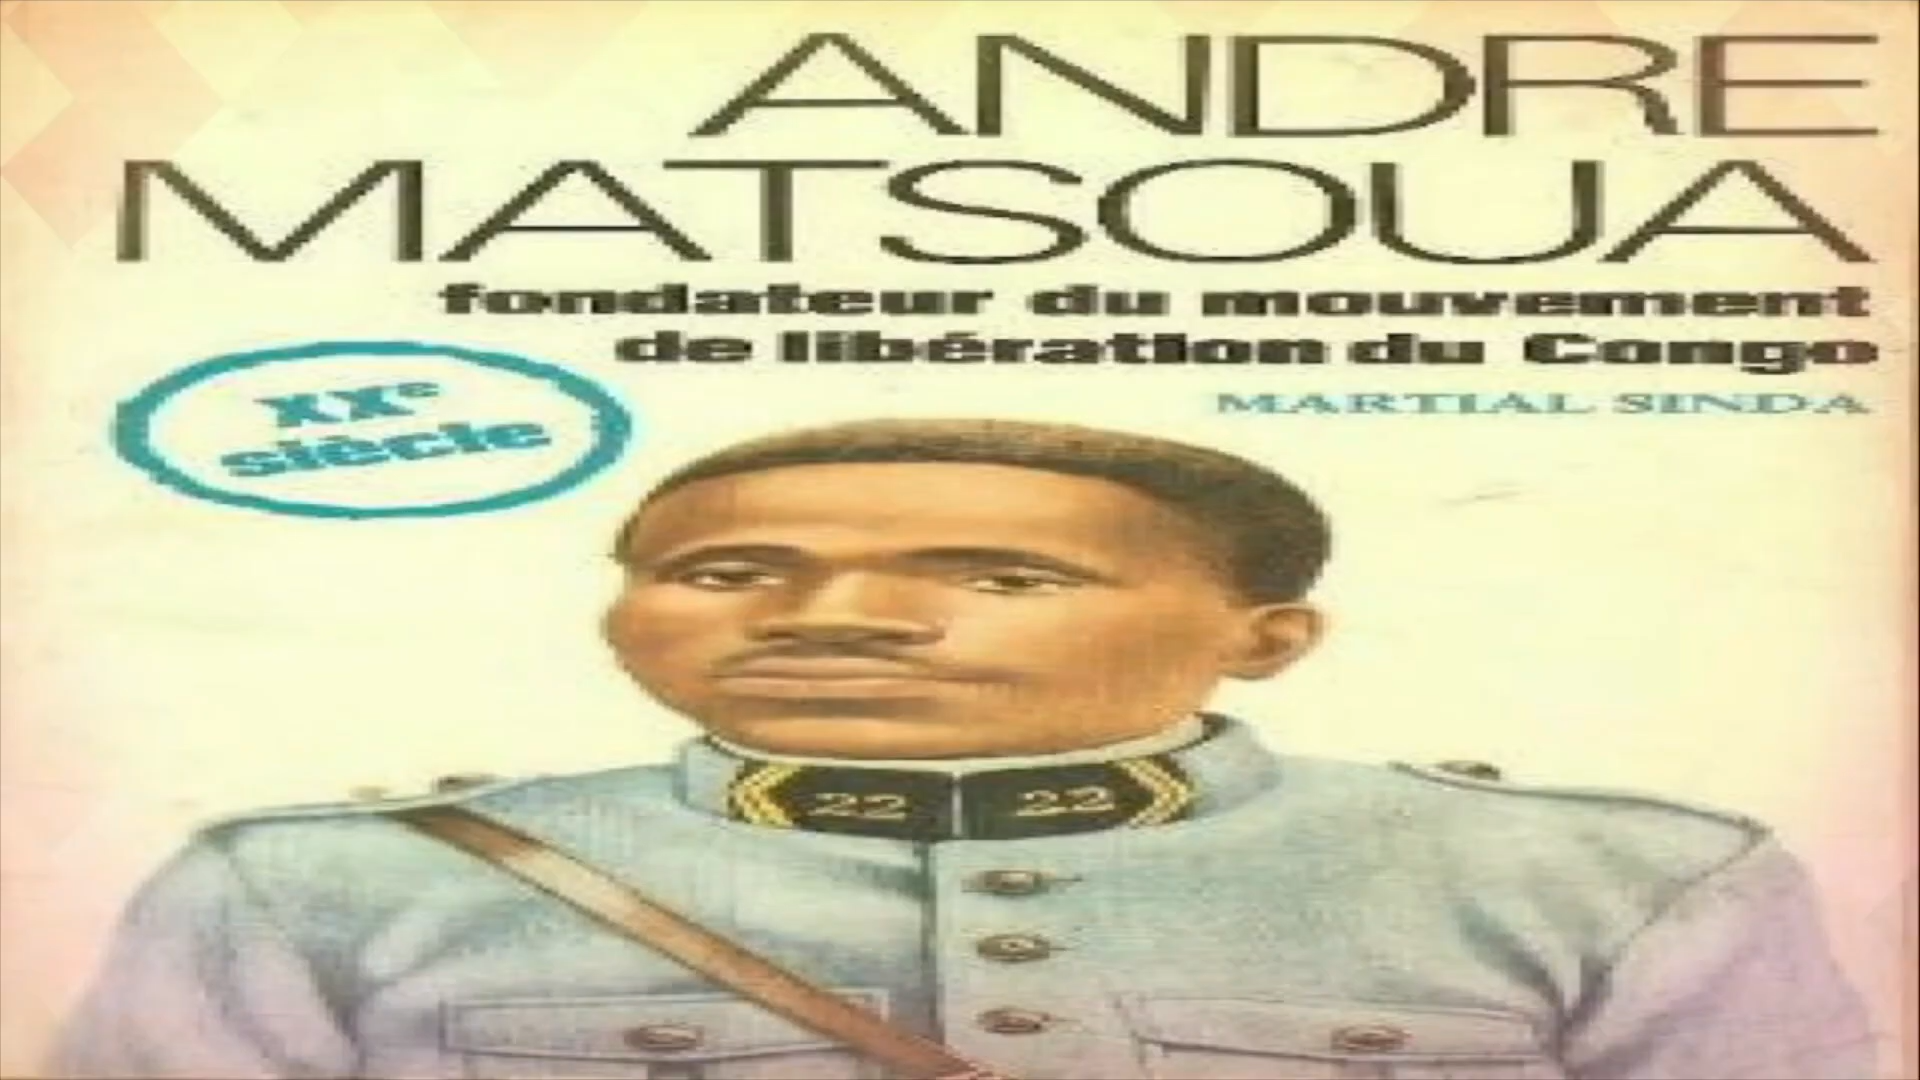 ANDRE
MATSOUA
fondateur du mouvement
de libération du Congo
MARTIAL SINDA
XXe
siècle
22 22